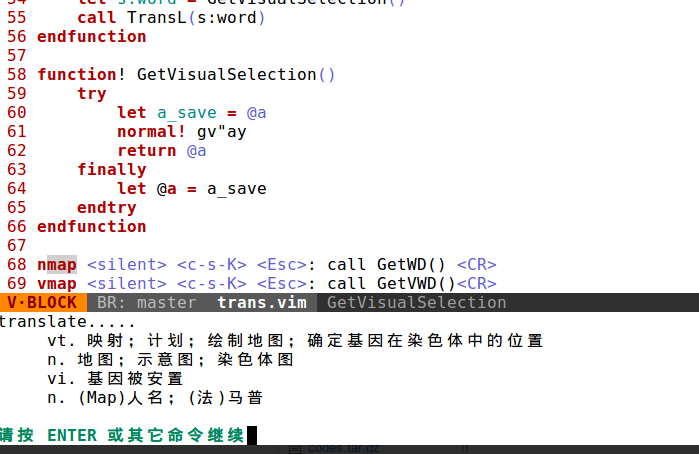 54     let s:word = GetVisualSelection()
55     call TransL(s:word)
56 endfunction
57
58 function! GetVisualSelection()
59     try
60         let a_save = @a
61         normal! gv"ay
62         return @a
63     finally
64         let @a = a_save
65     endtry
66 endfunction
67
68 nmap <silent> <c-s-K> <Esc>: call GetWD() <CR>
69 vmap <silent> <c-s-K> <Esc>: call GetVWD()<CR>
V·BLOCK BR: master trans.vim GetVisualSelection
translate.....
vt. 映射；计划；绘制地图；确定基因在染色体中的位置
n. 地图；示意图；染色体图
vi. 基因被安置
n. (Map)人名；(法)马普
请按 ENTER 或其它命令继续
codes.tar.gz